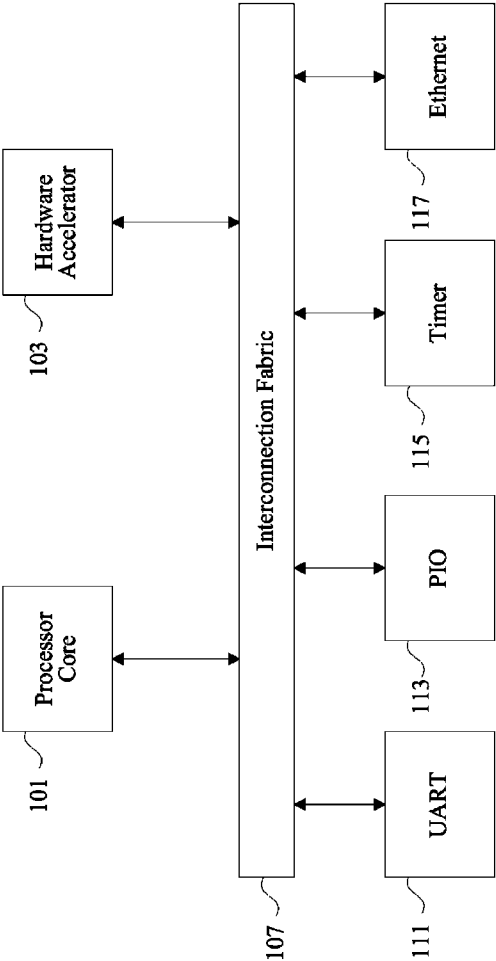 Processor
Core
101
Hardware
Accelerator
103
Interconnection Fabric
107
UART
111
PIO
113
Timer
115
Ethernet
117